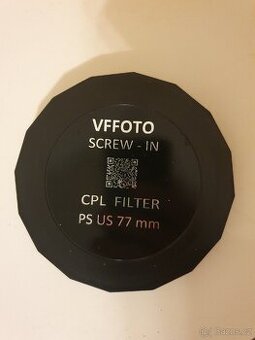 VFFOTO
SCREW - IN
CPL FILTER
PS US 77 mm